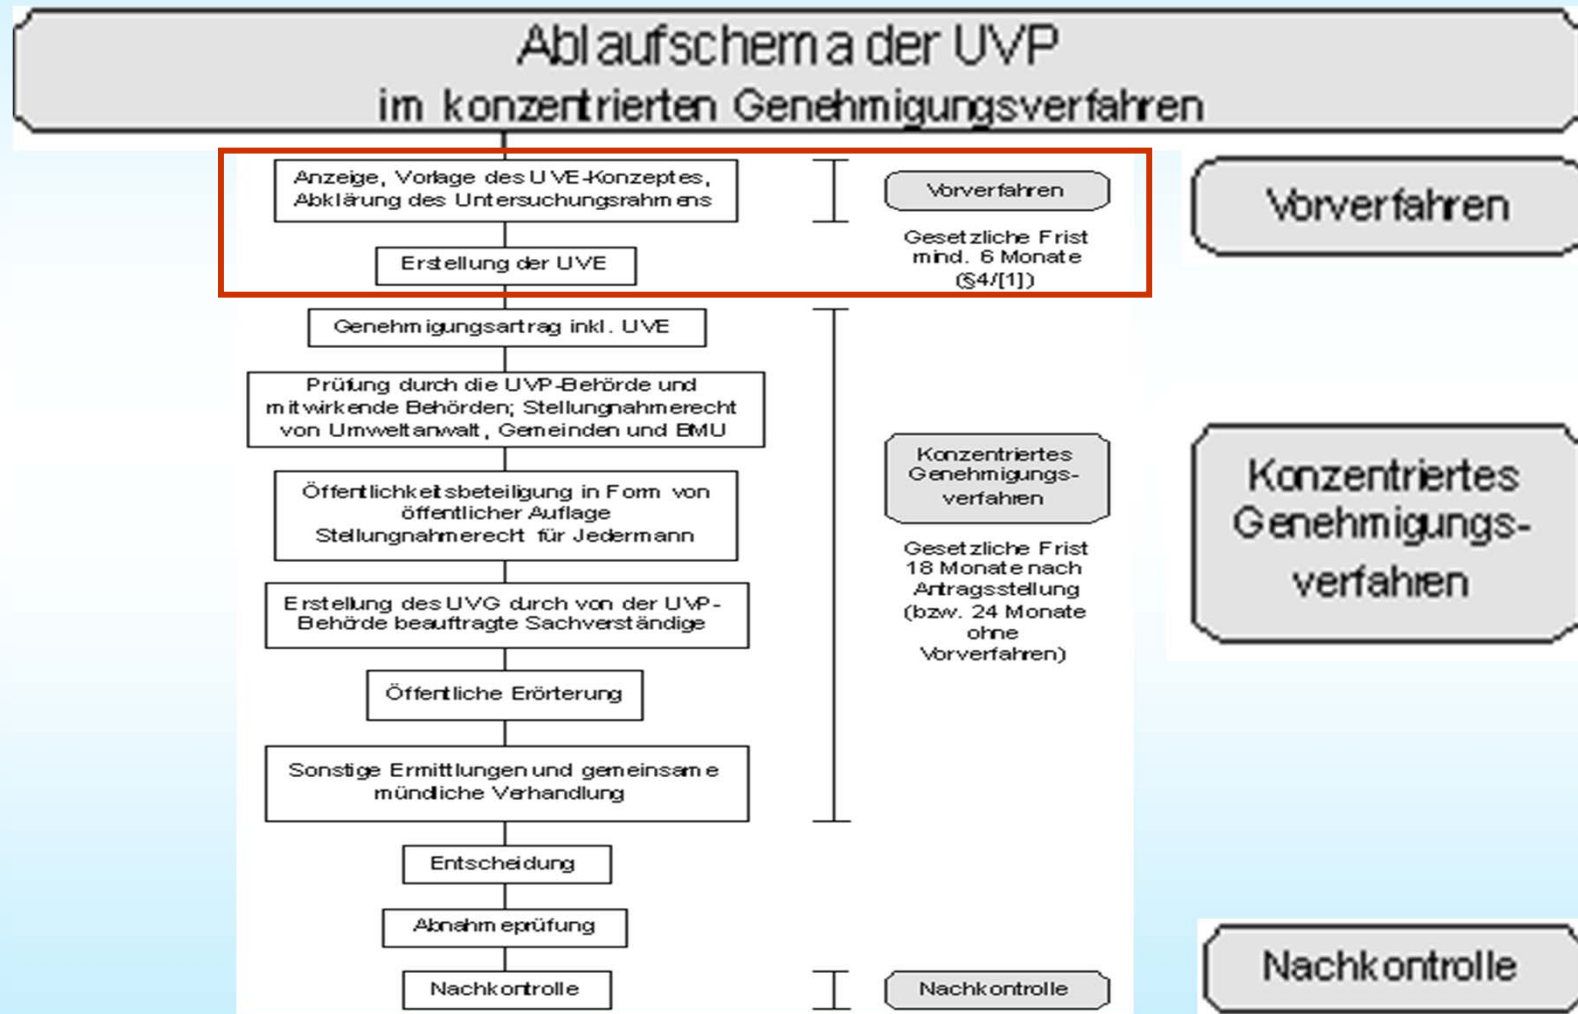 Ablaufschema der UVP
im konzentrierten Genehmigungsverfahren
Anzeige, Vorlage des UVE-Konzeptes,
Abklärung des Untersuchungsrahmens
Vorverfahren
Gesetzliche Frist
mind. 6 Monate
(§4/[1])
Erstellung der UVE
Genehmigungsartrag inkl. UVE
Prüfung durch die UVP-Behörde und
mitwirkende Behörden; Stellungnahmerecht
von Umweltanwalt, Gemeinden und BMU
Öffentlichkeitsbeteiligung in Form von
öffentlicher Auflage
Stellungnahmerecht für Jedermann
Erstellung des UVG durch von der UVP-
Behörde beauftragte Sachverständige
Öffentliche Erörterung
Sonstige Ermittlungen und gemeinsame
mündliche Verhandlung
Konzentriertes
Genehmigungs-
verfahren
Gesetzliche Frist
18 Monate nach
Antragsstellung
(bzw. 24 Monate
ohne
Vorverfahren)
Entscheidung
Abnahmeprüfung
Nachkontrolle
Nachkontrolle
Vorverfahren
Konzentriertes
Genehmigungs-
verfahren
Nachkontrolle